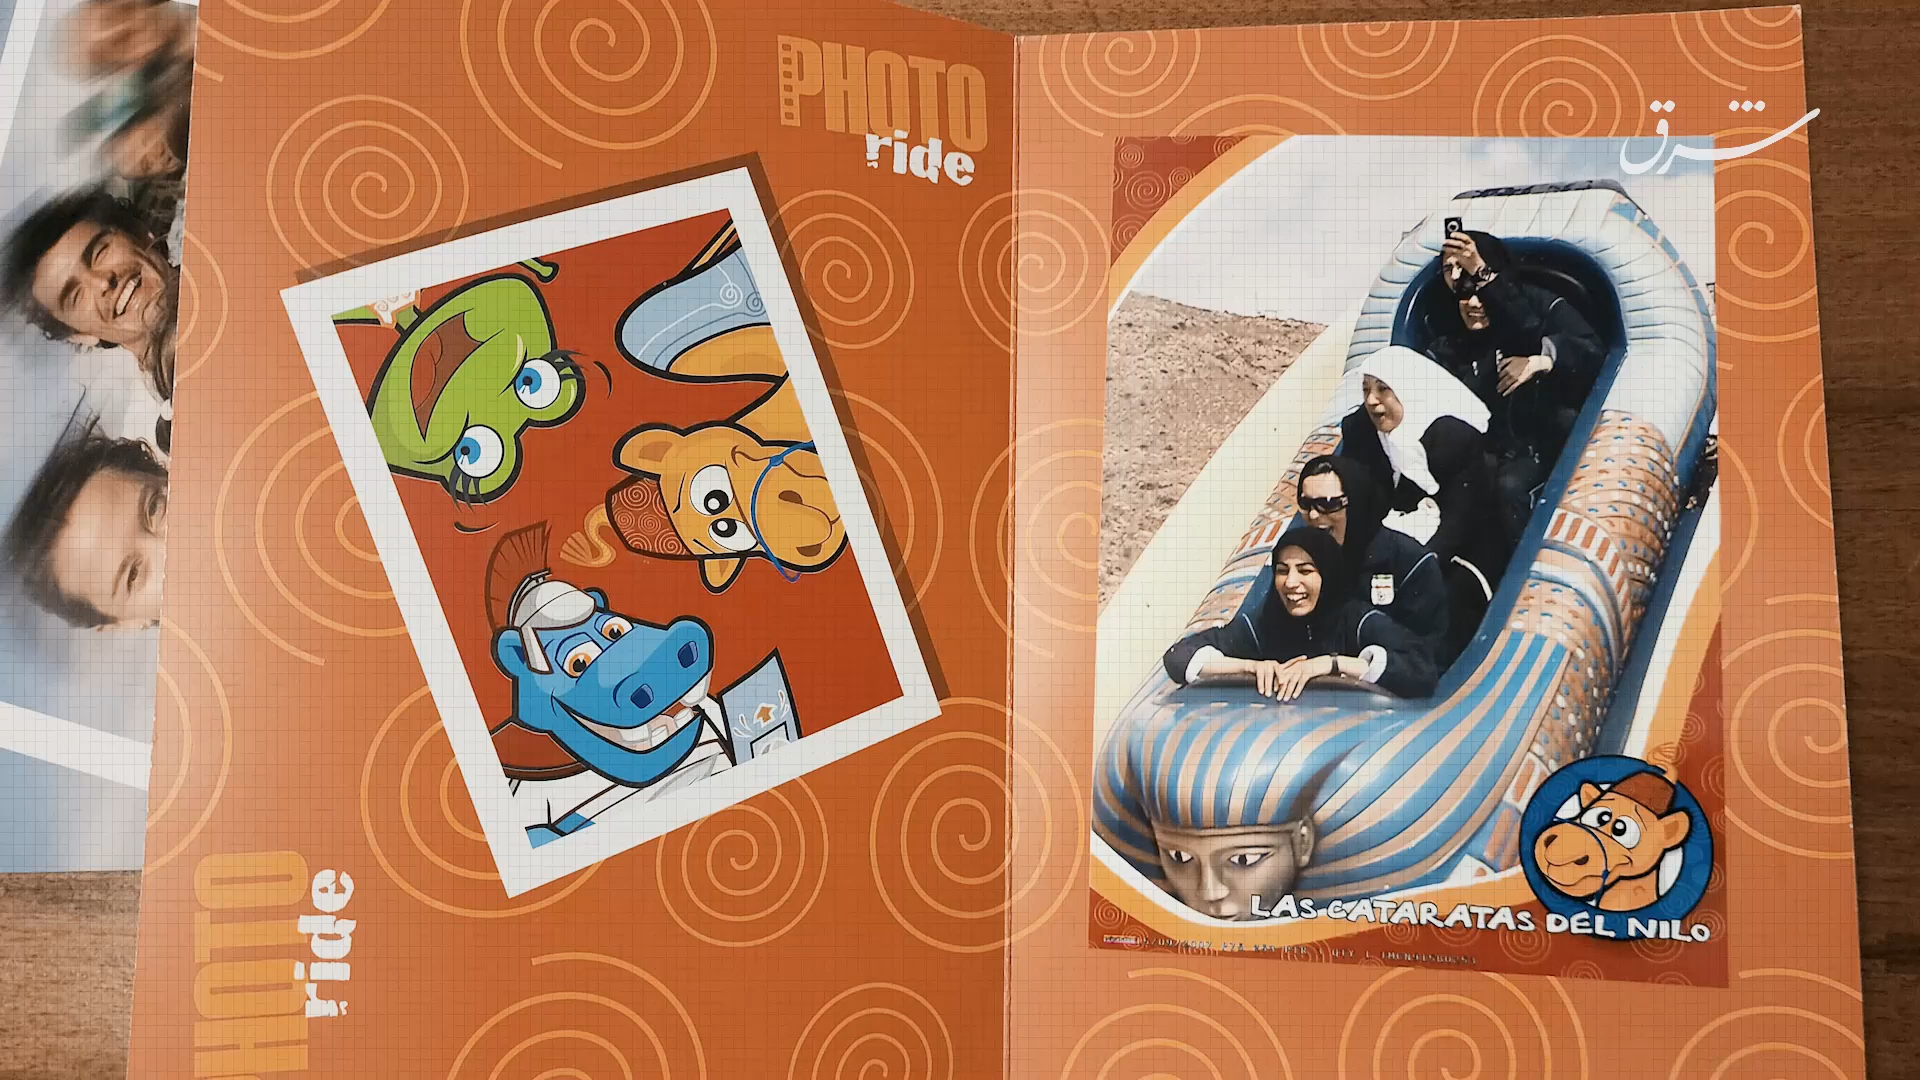 PHOTO
ride
شرق
PHOTO
ride
LAS CATARATAS DEL NILO